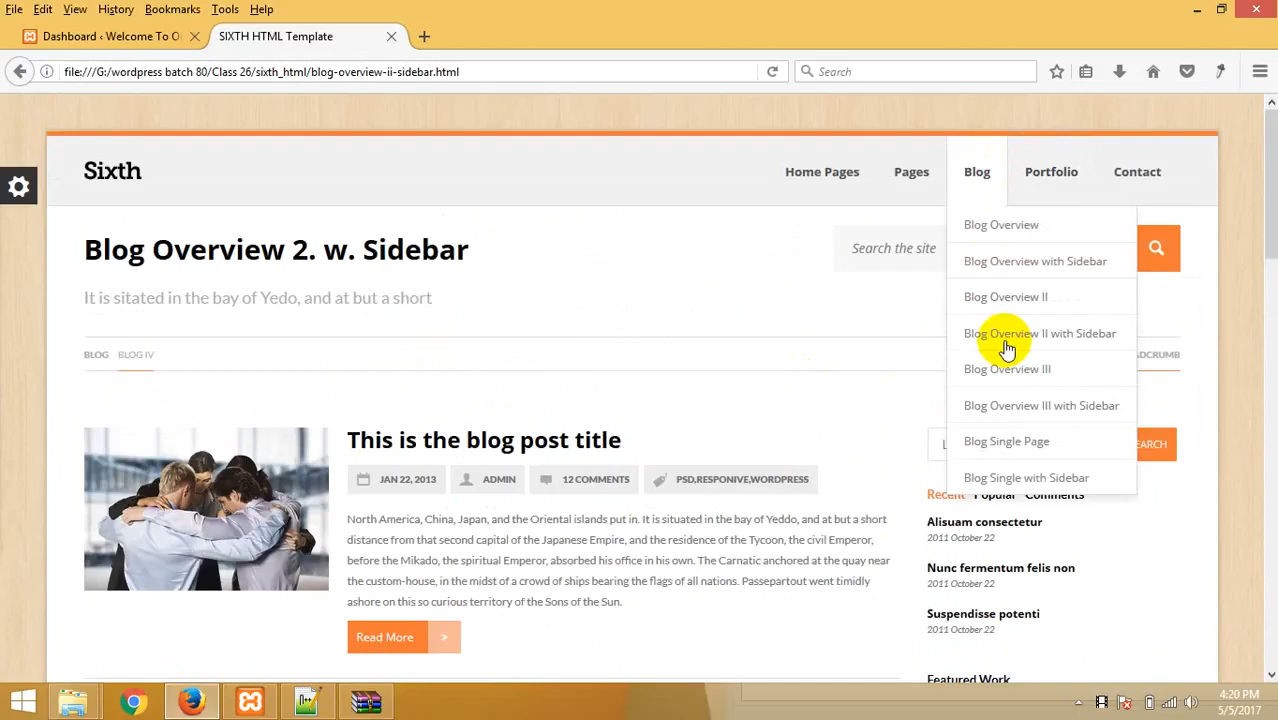 File Edit View History Bookmarks Tools Help
Dashboard ‹ Welcome To O
SIXTH HTML Template
file:///G:/wordpress batch 80/Class 26/sixth_html/blog-overview-ii-sidebar.html
Search
Sixth
Home Pages Pages Blog Portfolio Contact
Blog Overview
Blog Overview with Sidebar
Blog Overview II
Blog Overview II with Sidebar
Blog Overview III
Blog Overview III with Sidebar
Blog Single Page
Blog Single with Sidebar
Blog Overview 2. w. Sidebar
Search the site
It is sitated in the bay of Yedo, and at but a short
BLOG BLOG IV
This is the blog post title
JAN 22, 2013 ADMIN 12 COMMENTS PSD,RESPONIVE,WORDPRESS
North America, China, Japan, and the Oriental islands put in. It is situated in the bay of Yeddo, and at but a short
distance from that second capital of the Japanese Empire, and the residence of the Tycoon, the civil Emperor,
before the Mikado, the spiritual Emperor, absorbed his office in his own. The Carnatic anchored at the quay near
the custom-house, in the midst of a crowd of ships bearing the flags of all nations. Passepartout went timidly
ashore on this so curious territory of the Sons of the Sun.
Read More >
Recent Popular Comments
Alisuam consectetur
2011 October 22
Nunc fermentum felis non
2011 October 22
Suspendisse potenti
2011 October 22
Featured Work
4:20 PM
5/5/2017